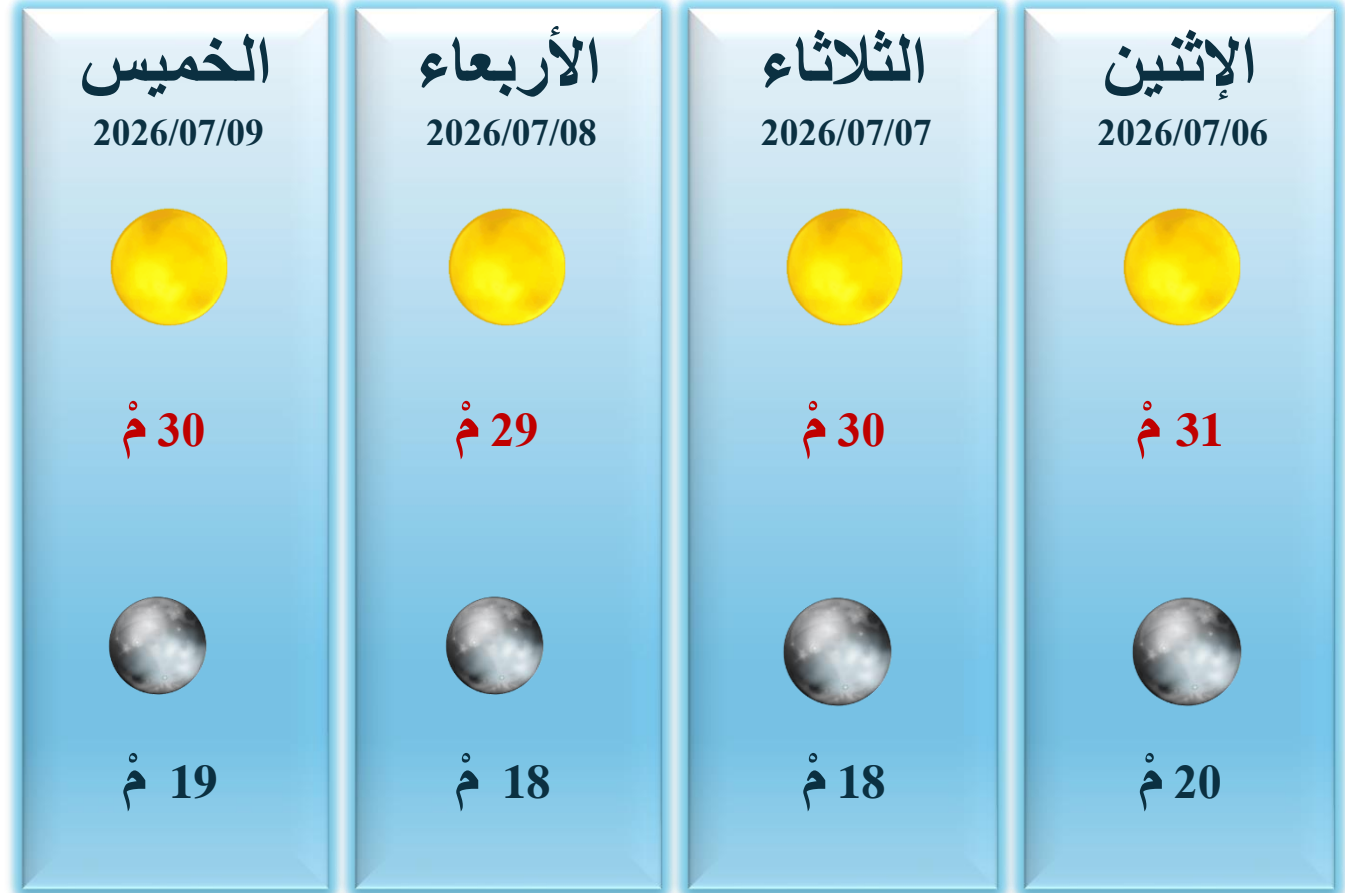 الإثنين
2026/07/06
31 مْ
20 مْ
الثلاثاء
2026/07/07
30 مْ
18 مْ
الأربعاء
2026/07/08
29 مْ
18 مْ
الخميس
2026/07/09
30 مْ
19 مْ